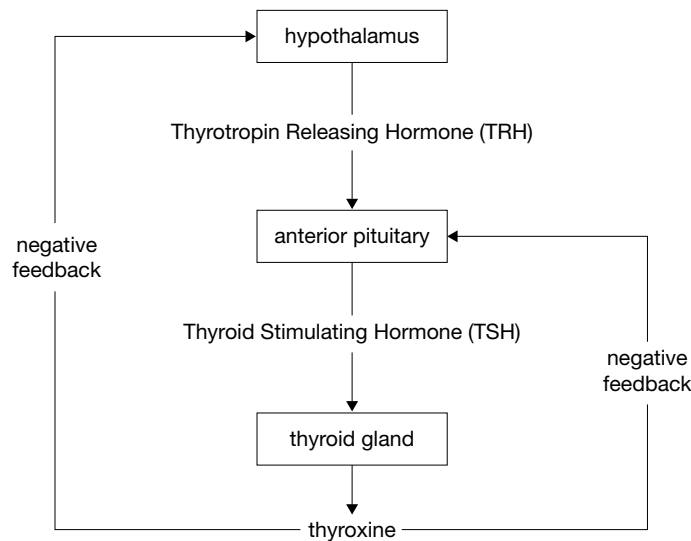 hypothalamus
Thyrotropin Releasing Hormone (TRH)
anterior pituitary
negative
feedback
Thyroid Stimulating Hormone (TSH)
negative
feedback
thyroid gland
thyroxine